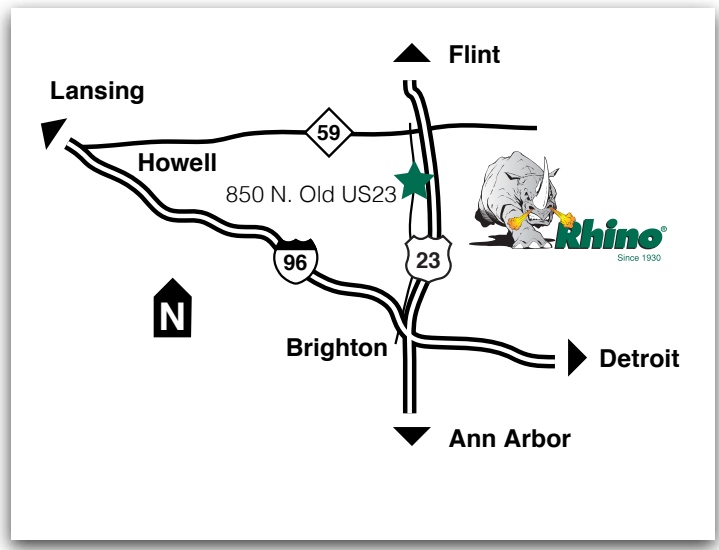 Flint
Lansing
59
Howell
850 N. Old US23
Rhino®
Since 1930
96
23
N
Brighton
Detroit
Ann Arbor